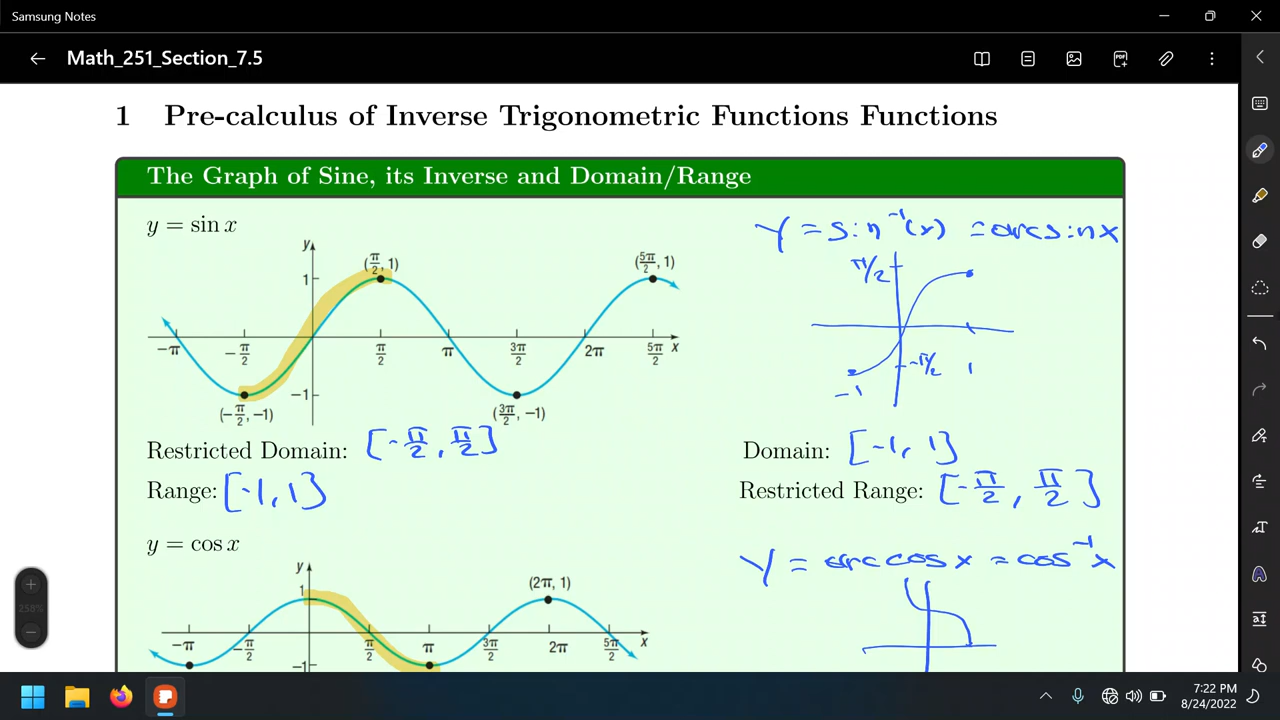 Samsung Notes
Math_251_Section_7.5
1 Pre-calculus of Inverse Trigonometric Functions Functions
The Graph of Sine, its Inverse and Domain/Range
y = sin x
y = sin⁻¹(x) = arcsin x
y
(π/2, 1)
(5π/2, 1)
1
−π
−π/2
π/2
π
3π/2
2π
5π/2
x
−1
(−π/2, −1)
(3π/2, −1)
π/2
−π/2
−1
1
Restricted Domain: [−π/2, π/2]
Domain: [−1, 1]
Range: [−1, 1]
Restricted Range: [−π/2, π/2]
y = cos x
y = arccos x = cos⁻¹x
y
1
(2π, 1)
−π
−π/2
π/2
π
3π/2
2π
5π/2
x
−1
258%
7:22 PM
8/24/2022